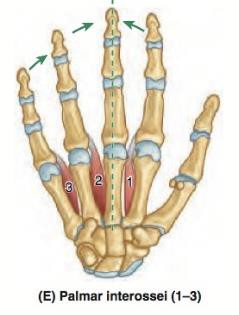 3 2 1
(E) Palmar interossei (1–3)